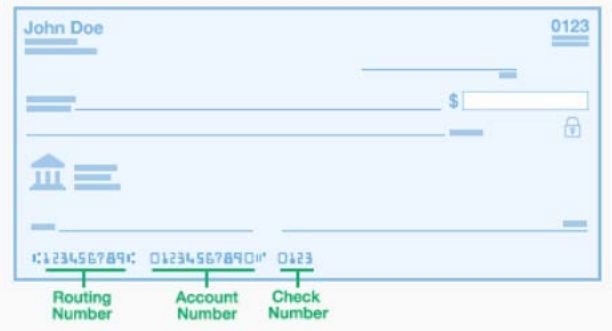 John Doe
0123
$
⑆123456789⑆ 01234567890⑈ 0123
Routing Number
Account Number
Check Number